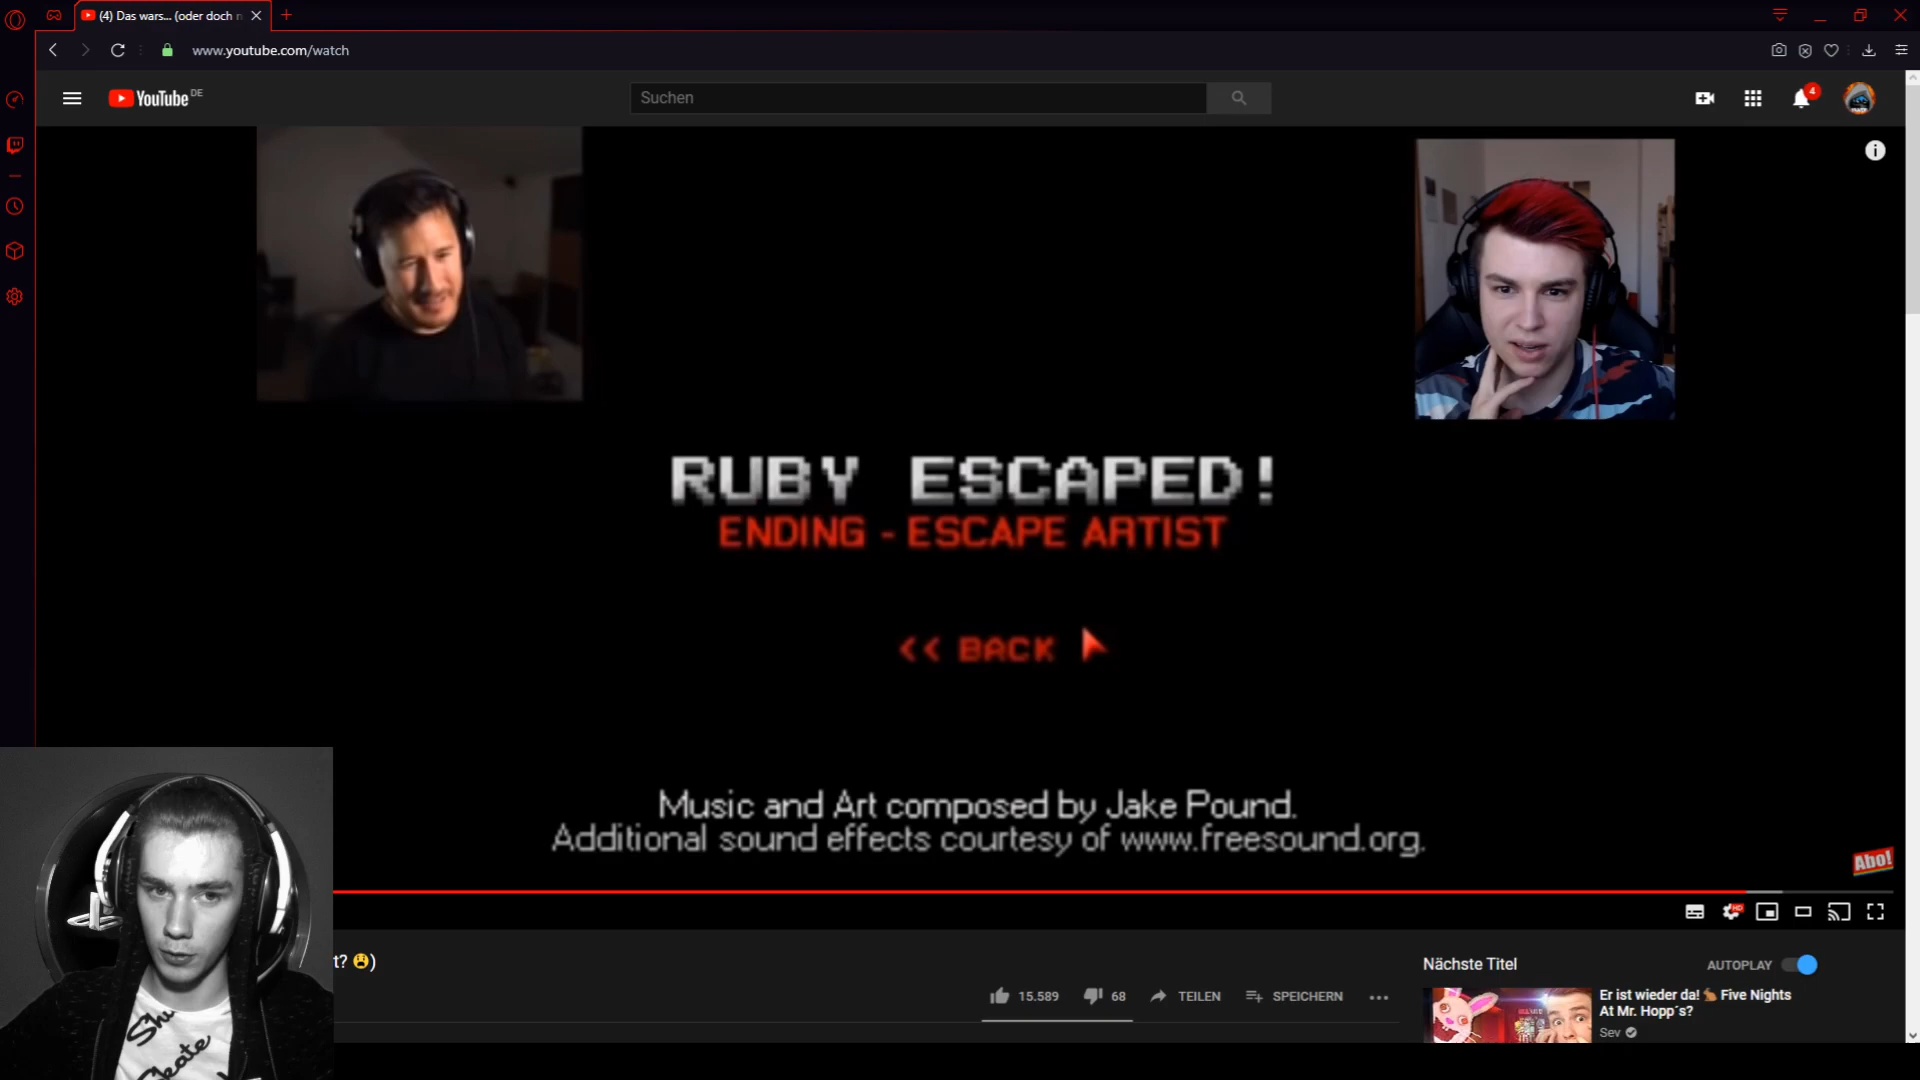 (4) Das wars... (oder doch n
www.youtube.com/watch
YouTube DE
Suchen
4
RUBY ESCAPED!
ENDING - ESCAPE ARTIST
<< BACK
Music and Art composed by Jake Pound.
Additional sound effects courtesy of www.freesound.org.
Abo!
HD
t? 😩)
15.589
68
TEILEN
SPEICHERN
Nächste Titel
AUTOPLAY
Er ist wieder da! 🐇 Five Nights
At Mr. Hopp´s?
Sev